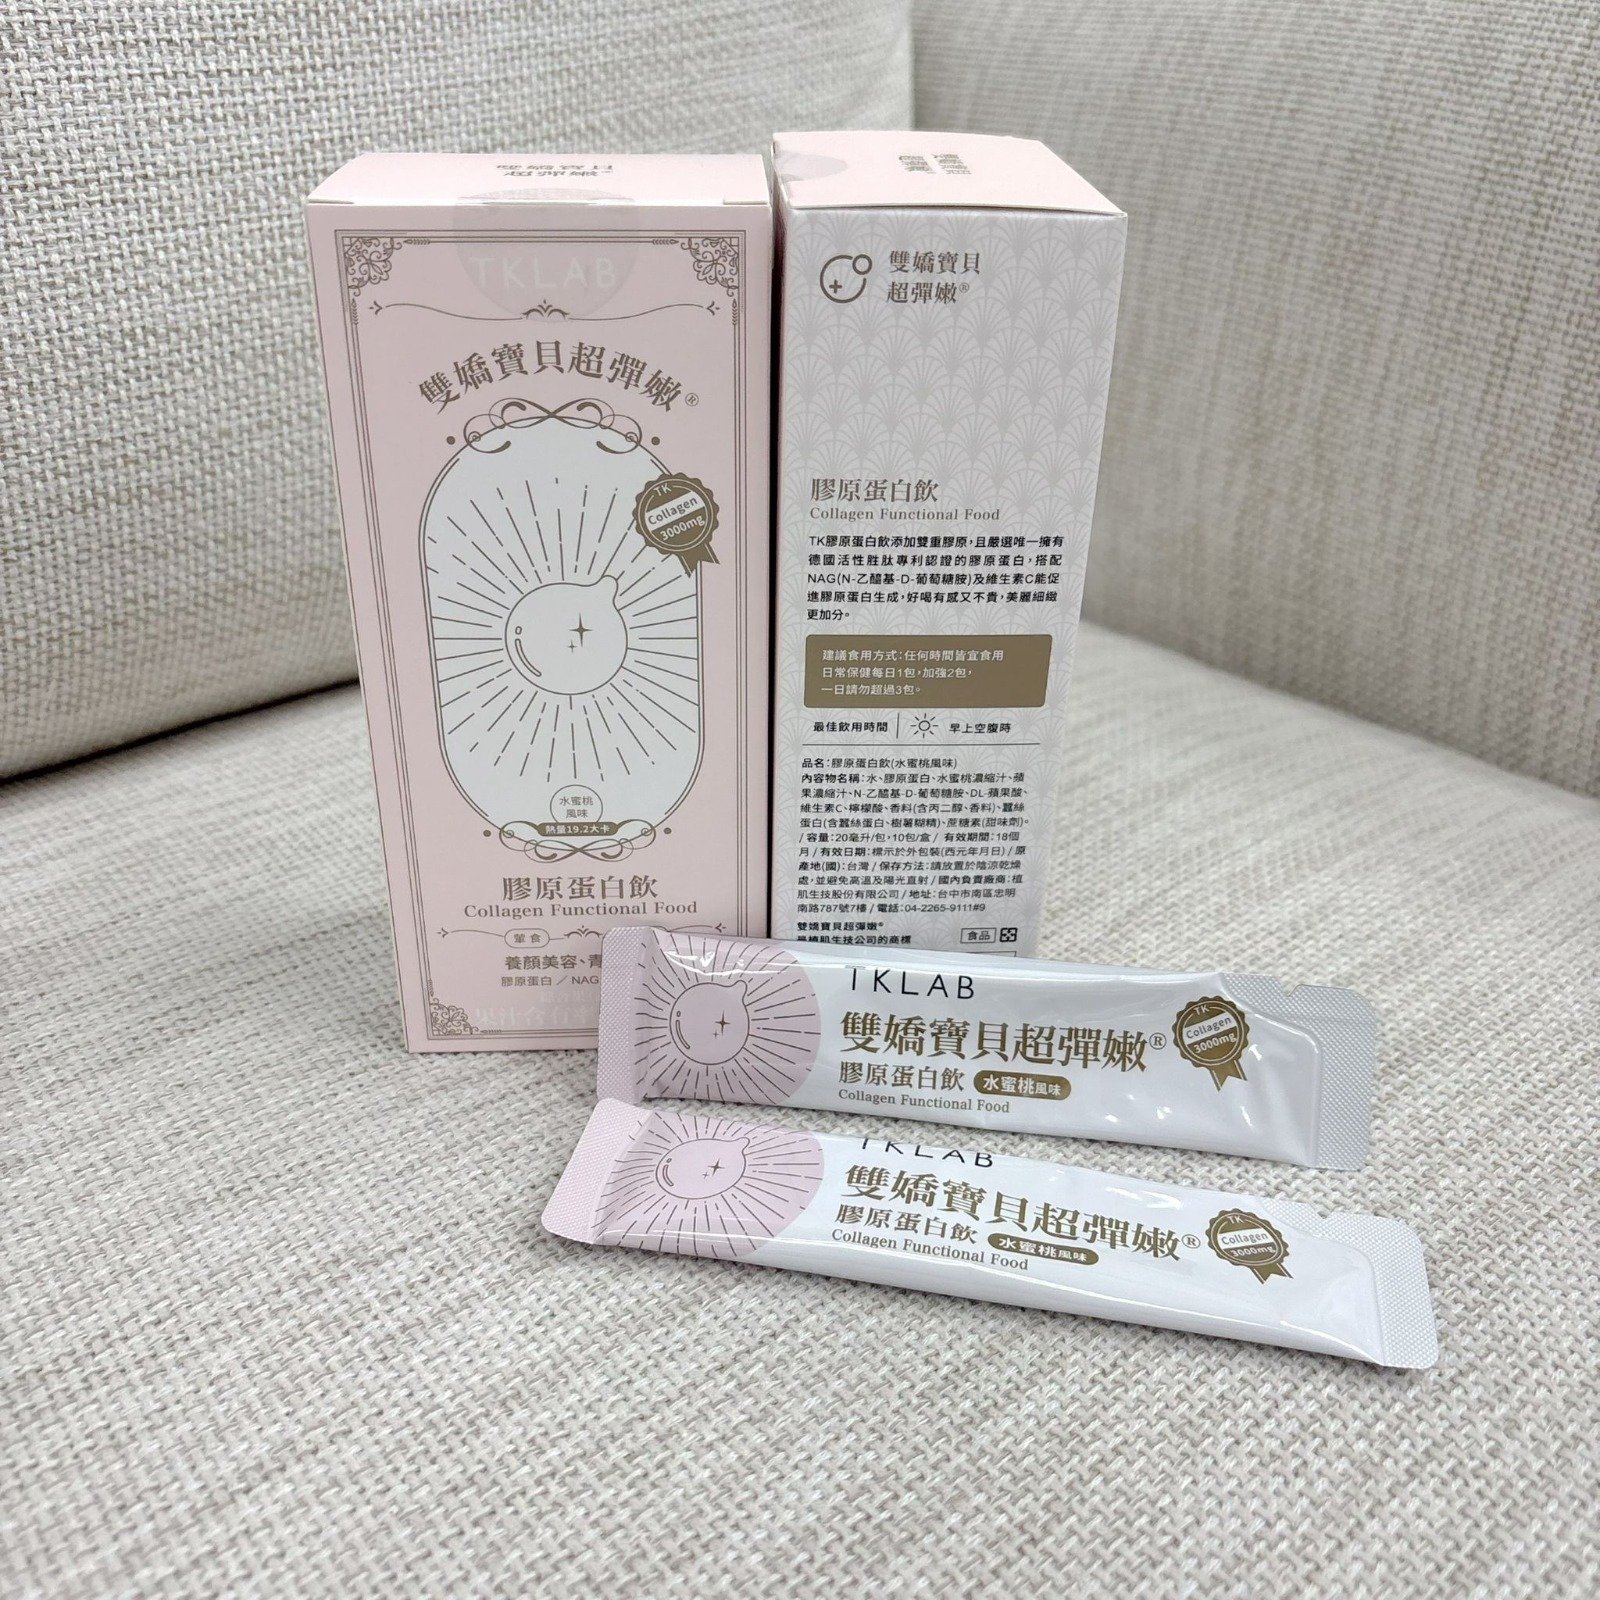 雙嬌寶貝
超彈嫩®
TKLAB
雙嬌寶貝超彈嫩®
TK
Collagen
3000mg
水蜜桃
風味
熱量19.2大卡
膠原蛋白飲
Collagen Functional Food
葷食
養顏美容、青
膠原蛋白／NAG
雙嬌寶貝
超彈嫩®
膠原蛋白飲
Collagen Functional Food
TK膠原蛋白飲添加雙重膠原，且嚴選唯一擁有
德國活性胜肽專利認證的膠原蛋白，搭配
NAG(N-乙醯基-D-葡萄糖胺)及維生素C能促
進膠原蛋白生成，好喝有感又不貴，美麗細緻
更加分。
建議食用方式：任何時間皆宜食用
日常保健每日1包，加強2包，
一日請勿超過3包。
最佳飲用時間 早上空腹時
品名：膠原蛋白飲(水蜜桃風味)
內容物名稱：水、膠原蛋白、水蜜桃濃縮汁、蘋
果濃縮汁、N-乙醯基-D-葡萄糖胺、DL-蘋果酸、
維生素C、檸檬酸、香料(含丙二醇、香料)、蠶絲
蛋白(含蠶絲蛋白、樹薯糊精)、蔗糖素(甜味劑)。
/ 容量：20毫升/包，10包/盒 / 有效期間：18個
月 / 有效日期：標示於外包裝(西元年月日) / 原
產地(國)：台灣 / 保存方法：請放置於陰涼乾燥
處，並避免高溫及陽光直射 / 國內負責廠商：植
肌生技股份有限公司 / 地址：台中市南區忠明
南路787號7樓 / 電話：04-2265-9111#9
雙嬌寶貝超彈嫩®
是植肌生技公司的商標
食品
TKLAB
雙嬌寶貝超彈嫩®
膠原蛋白飲 水蜜桃風味
Collagen Functional Food
TK
Collagen
3000mg
TKLAB
雙嬌寶貝超彈嫩®
膠原蛋白飲 水蜜桃風味
Collagen Functional Food
TK
Collagen
3000mg